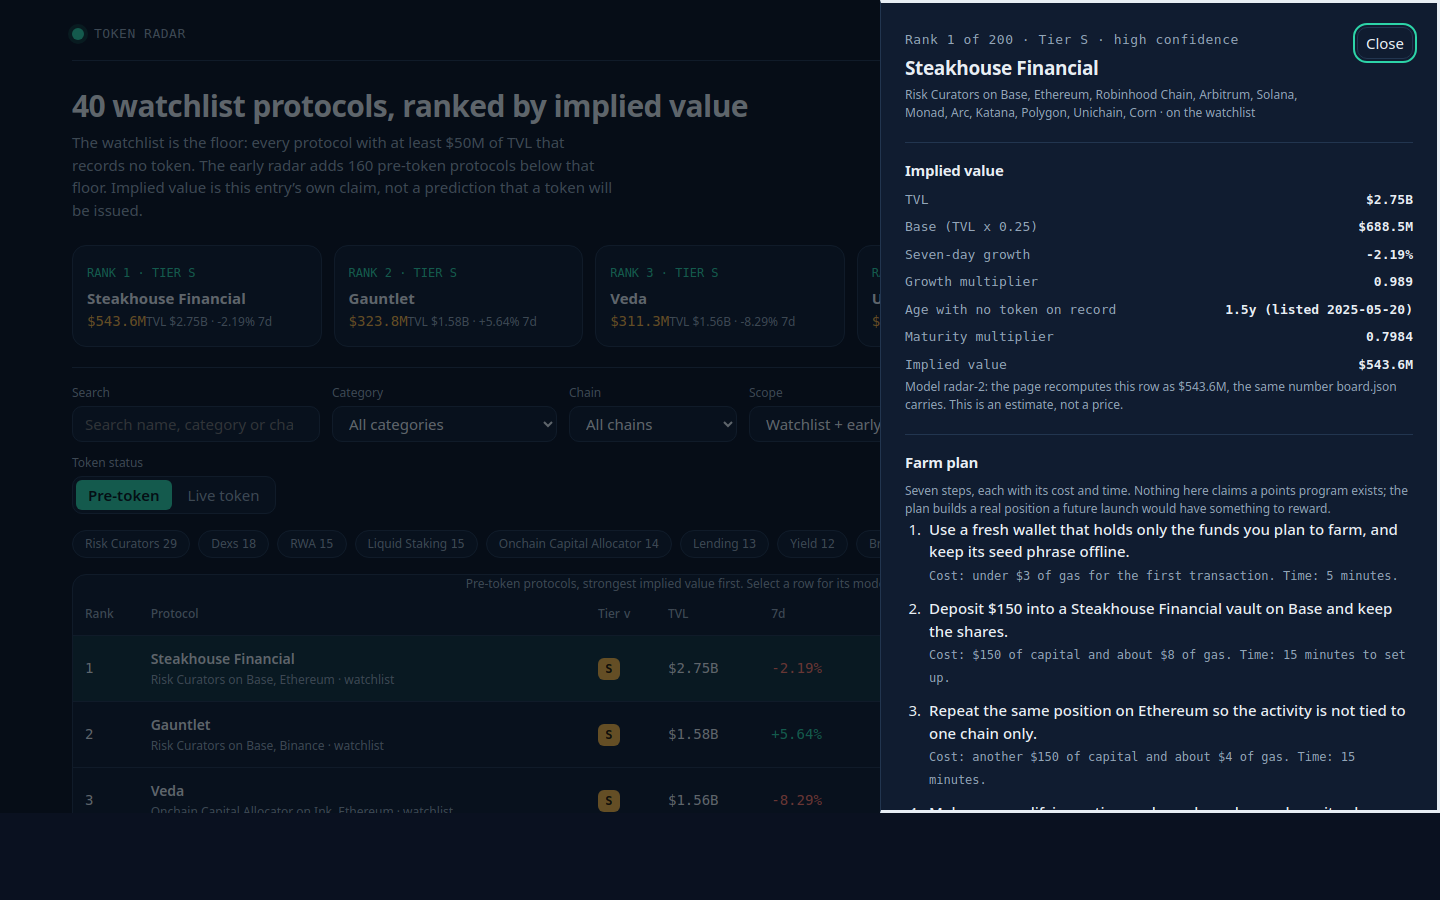 TOKEN RADAR
40 watchlist protocols, ranked by implied value
The watchlist is the floor: every protocol with at least $50M of TVL that
records no token. The early radar adds 160 pre-token protocols below that
floor. Implied value is this entry's own claim, not a prediction that a token will
be issued.
RANK 1 · TIER S
Steakhouse Financial
$543.6M TVL $2.75B · -2.19% 7d
RANK 2 · TIER S
Gauntlet
$323.8M TVL $1.58B · +5.64% 7d
RANK 3 · TIER S
Veda
$311.3M TVL $1.56B · -8.29% 7d
Search
Search name, category or cha
Category
All categories
Chain
All chains
Scope
Watchlist + early
Token status
Pre-token
Live token
Risk Curators 29
Dexs 18
RWA 15
Liquid Staking 15
Onchain Capital Allocator 14
Lending 13
Yield 12
Pre-token protocols, strongest implied value first. Select a row for its mode
Rank Protocol Tier v TVL 7d
1 Steakhouse Financial S $2.75B -2.19%
Risk Curators on Base, Ethereum · watchlist
2 Gauntlet S $1.58B +5.64%
Risk Curators on Base, Binance · watchlist
3 Veda S $1.56B -8.29%
Onchain Capital Allocator on Ink, Ethereum · watchlist
Rank 1 of 200 · Tier S · high confidence
Close
Steakhouse Financial
Risk Curators on Base, Ethereum, Robinhood Chain, Arbitrum, Solana,
Monad, Arc, Katana, Polygon, Unichain, Corn · on the watchlist
Implied value
TVL $2.75B
Base (TVL x 0.25) $688.5M
Seven-day growth -2.19%
Growth multiplier 0.989
Age with no token on record 1.5y (listed 2025-05-20)
Maturity multiplier 0.7984
Implied value $543.6M
Model radar-2: the page recomputes this row as $543.6M, the same number board.json
carries. This is an estimate, not a price.
Farm plan
Seven steps, each with its cost and time. Nothing here claims a points program exists; the
plan builds a real position a future launch would have something to reward.
1. Use a fresh wallet that holds only the funds you plan to farm, and
keep its seed phrase offline.
Cost: under $3 of gas for the first transaction. Time: 5 minutes.
2. Deposit $150 into a Steakhouse Financial vault on Base and keep
the shares.
Cost: $150 of capital and about $8 of gas. Time: 15 minutes to set
up.
3. Repeat the same position on Ethereum so the activity is not tied to
one chain only.
Cost: another $150 of capital and about $4 of gas. Time: 15
minutes.